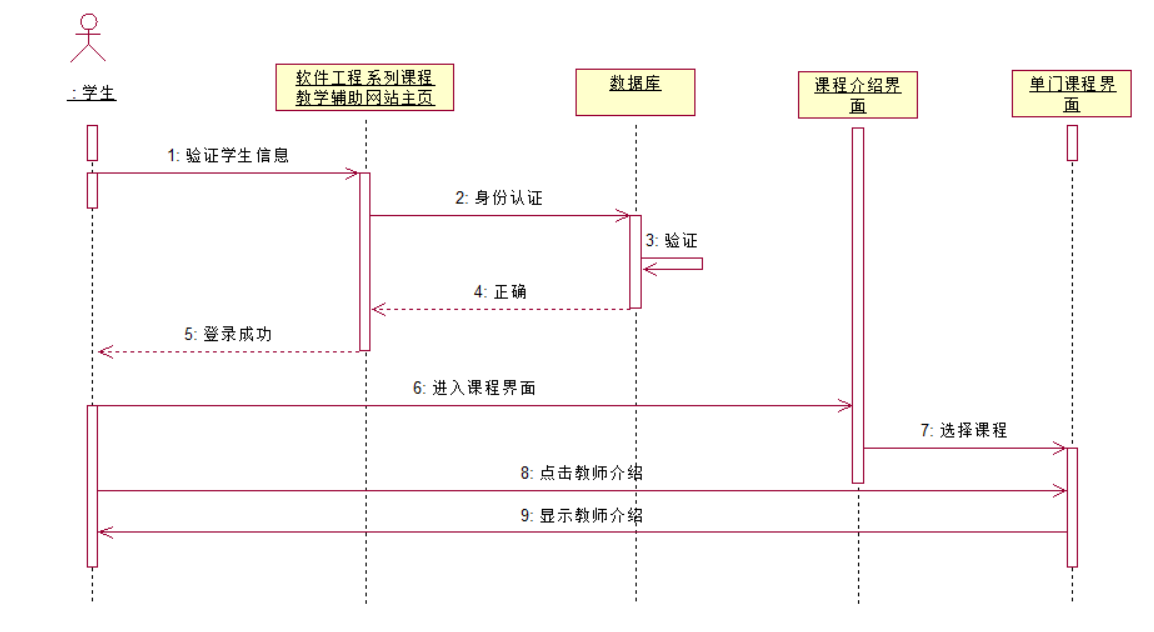 : 学生
软件工程系列课程
教学辅助网站主页
数据库
课程介绍界
面
单门课程界
面
1: 验证学生信息
2: 身份认证
3: 验证
4: 正确
5: 登录成功
6: 进入课程界面
7: 选择课程
8: 点击教师介绍
9: 显示教师介绍